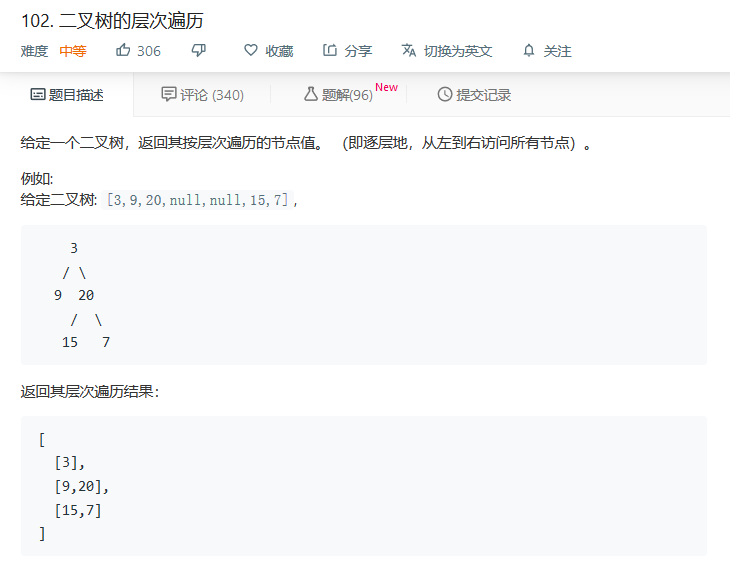 102. 二叉树的层次遍历
难度 中等 306 收藏 分享 切换为英文 关注
题目描述 评论 (340) 题解(96) New 提交记录
给定一个二叉树，返回其按层次遍历的节点值。 （即逐层地，从左到右访问所有节点）。
例如:
给定二叉树: [3,9,20,null,null,15,7],
3
/ \
9 20
/ \
15 7
返回其层次遍历结果：
[
[3],
[9,20],
[15,7]
]